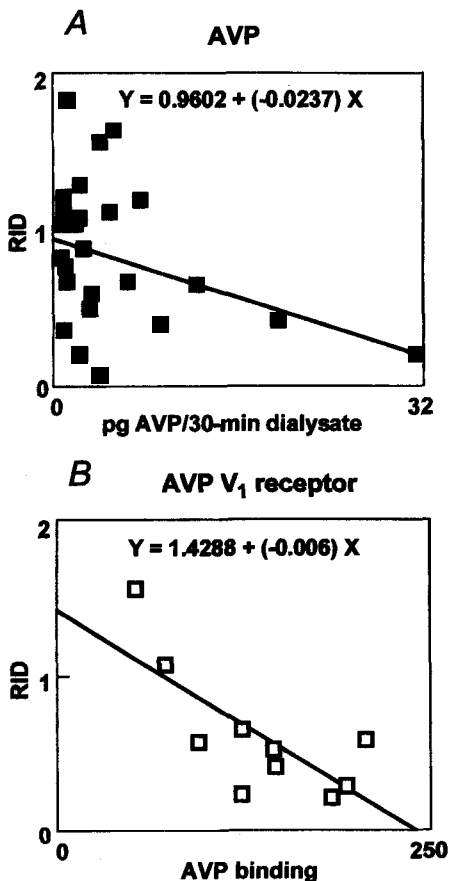 A
AVP
2
Y = 0.9602 + (-0.0237) X
RID
1
0
0
32
pg AVP/30-min dialysate
B
AVP V₁ receptor
2
Y = 1.4288 + (-0.006) X
RID
1
0
0
250
AVP binding